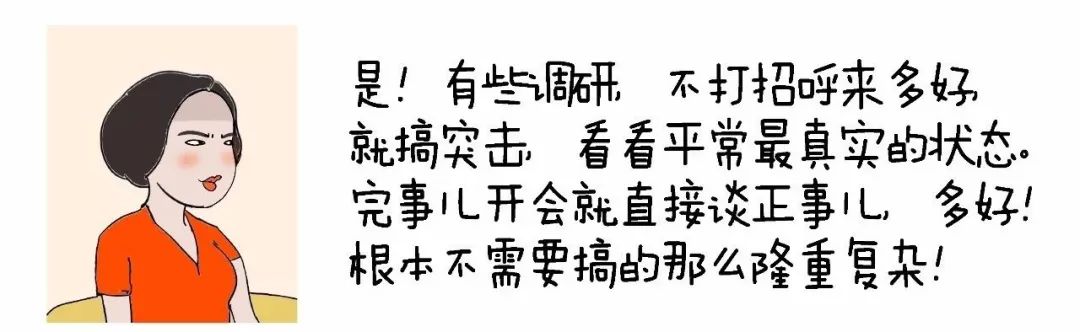 是！有些调研，不打招呼来多好，
就搞突击，看看平常最真实的状态。
完事儿开会就直接谈正事儿，多好！
根本不需要搞的那么隆重复杂！